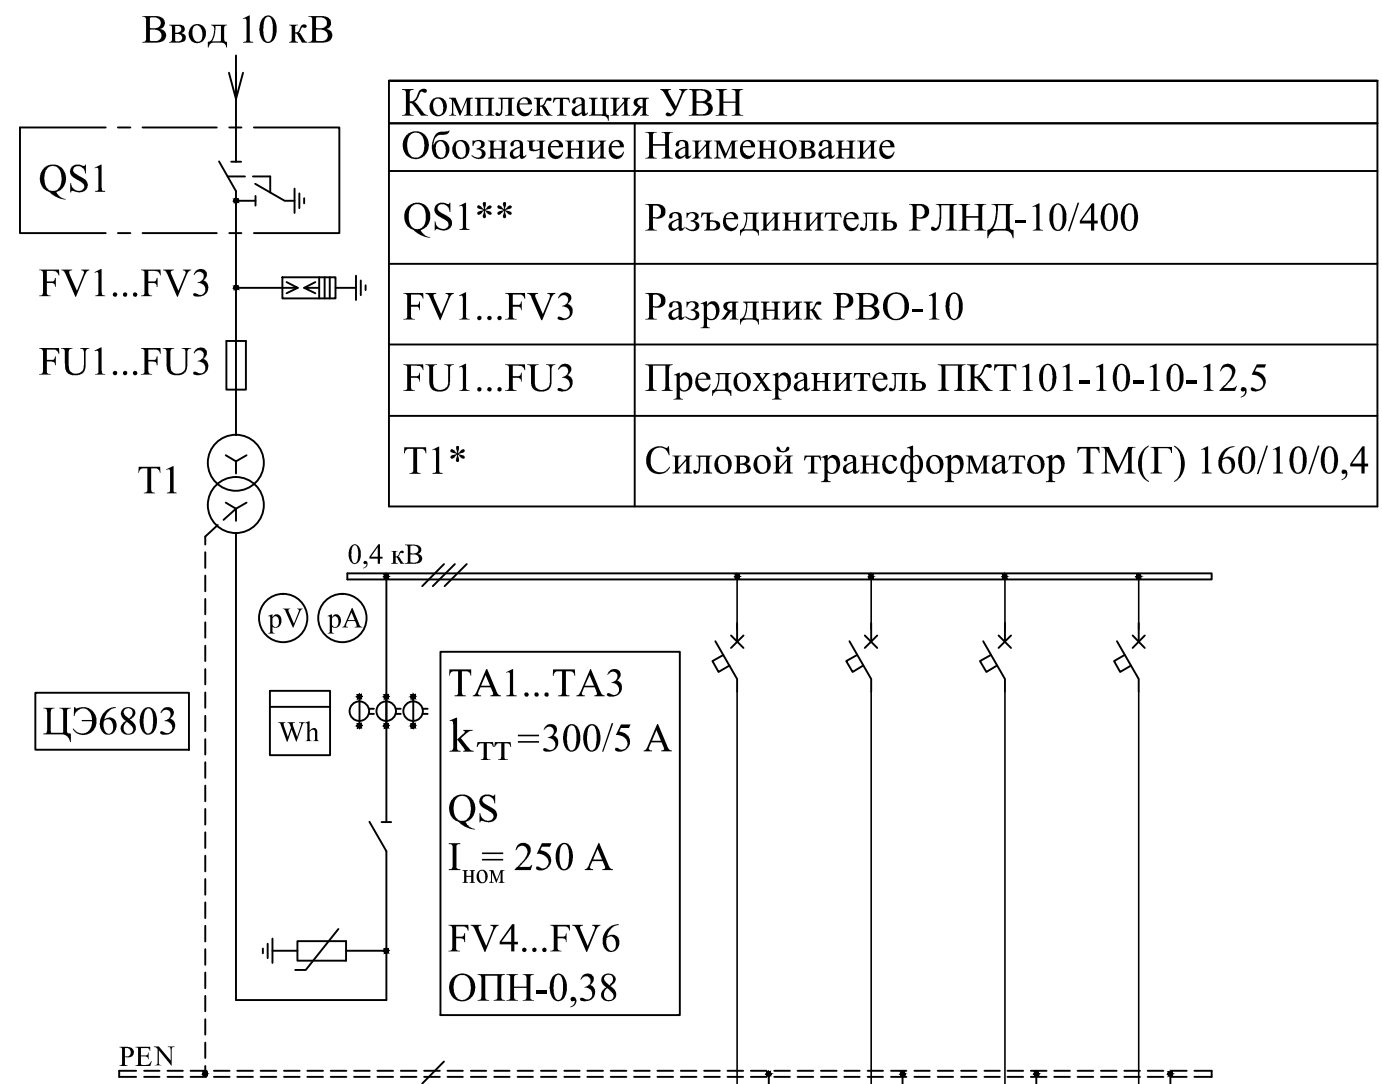 Ввод 10 кВ
Комплектация УВН
Обозначение Наименование
QS1
QS1** Разъединитель РЛНД-10/400
FV1...FV3
FV1...FV3 Разрядник РВО-10
FU1...FU3
FU1...FU3 Предохранитель ПКТ101-10-10-12,5
T1
T1* Силовой трансформатор ТМ(Г) 160/10/0,4
0,4 кВ
pV pA
ЦЭ6803
Wh
TA1...TA3
kТТ=300/5 А
QS
Iном= 250 А
FV4...FV6
ОПН-0,38
PEN